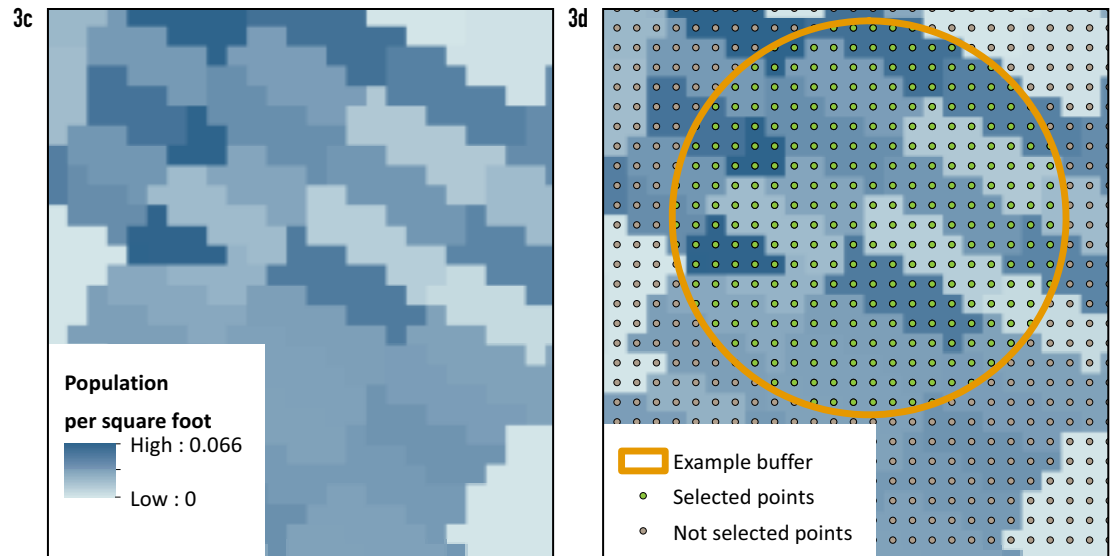 3c
Population
per square foot
High : 0.066
Low : 0
3d
Example buffer
Selected points
Not selected points